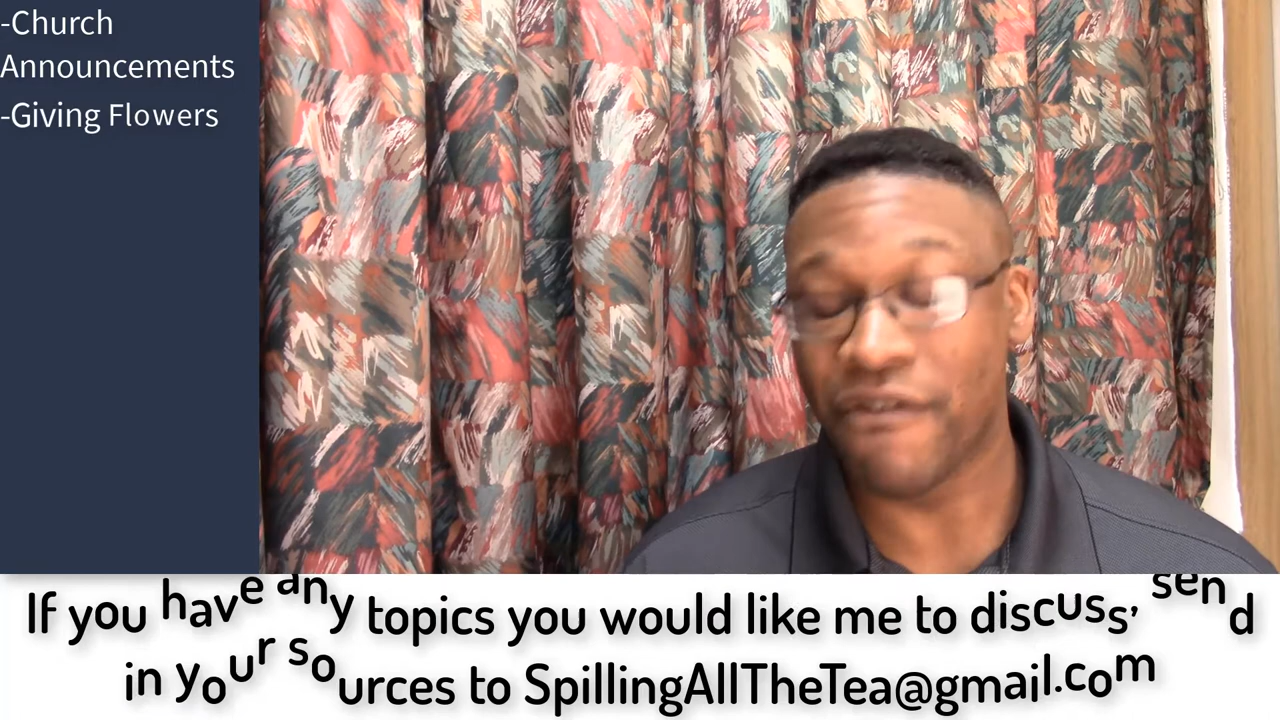 -Church
Announcements
-Giving Flowers
If you have any topics you would like me to discuss, send
in your sources to SpillingAllTheTea@gmail.com